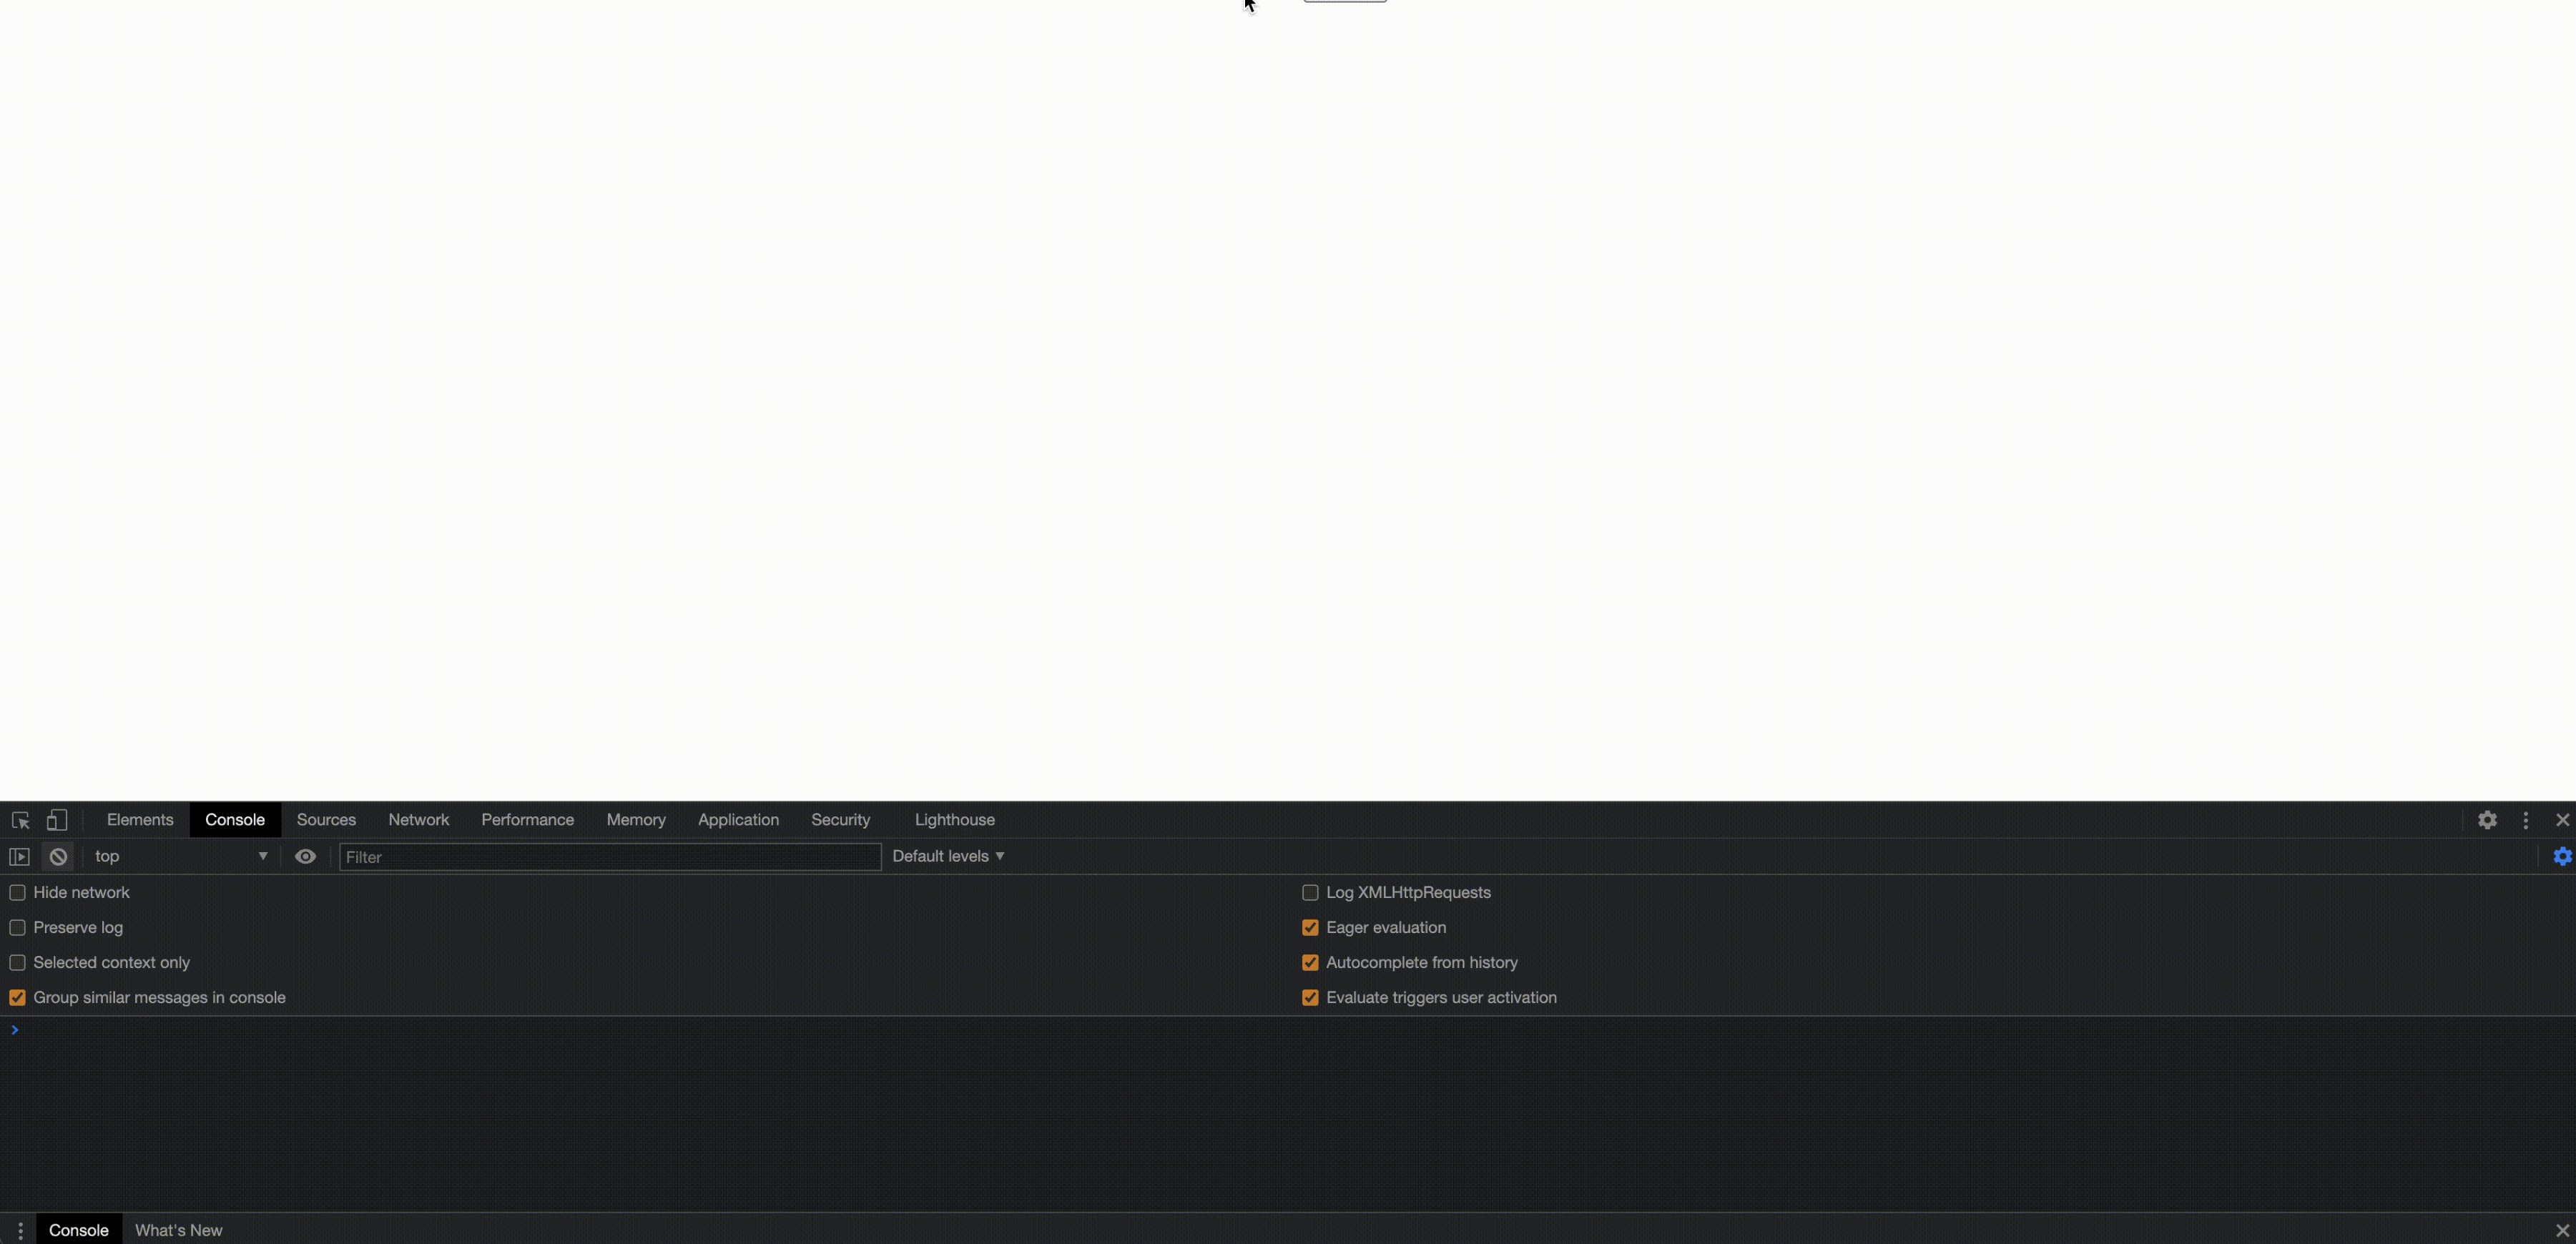 Elements Console Sources Network Performance Memory Application Security Lighthouse
top Filter Default levels
Hide network Log XMLHttpRequests
Preserve log Eager evaluation
Selected context only Autocomplete from history
Group similar messages in console Evaluate triggers user activation
Console What's New